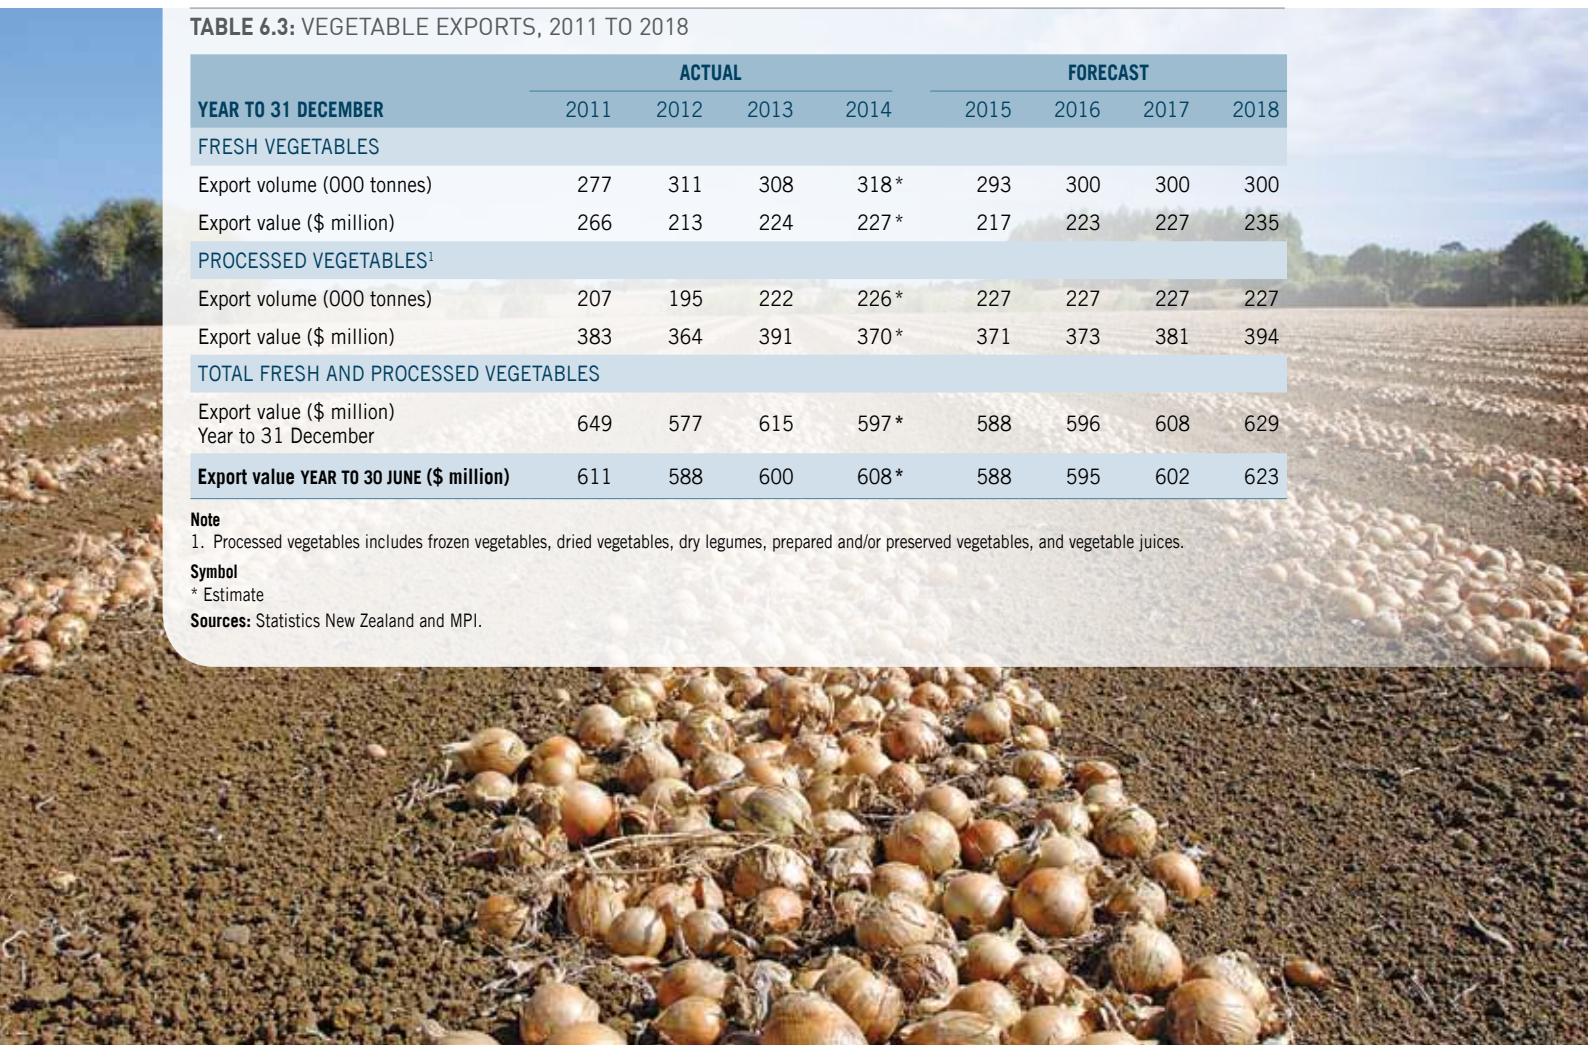 TABLE 6.3: VEGETABLE EXPORTS, 2011 TO 2018
ACTUAL FORECAST
YEAR TO 31 DECEMBER 2011 2012 2013 2014 2015 2016 2017 2018
FRESH VEGETABLES
Export volume (000 tonnes) 277 311 308 318* 293 300 300 300
Export value ($ million) 266 213 224 227* 217 223 227 235
PROCESSED VEGETABLES¹
Export volume (000 tonnes) 207 195 222 226* 227 227 227 227
Export value ($ million) 383 364 391 370* 371 373 381 394
TOTAL FRESH AND PROCESSED VEGETABLES
Export value ($ million)
Year to 31 December 649 577 615 597* 588 596 608 629
Export value YEAR TO 30 JUNE ($ million) 611 588 600 608* 588 595 602 623
Note
1. Processed vegetables includes frozen vegetables, dried vegetables, dry legumes, prepared and/or preserved vegetables, and vegetable juices.
Symbol
* Estimate
Sources: Statistics New Zealand and MPI.